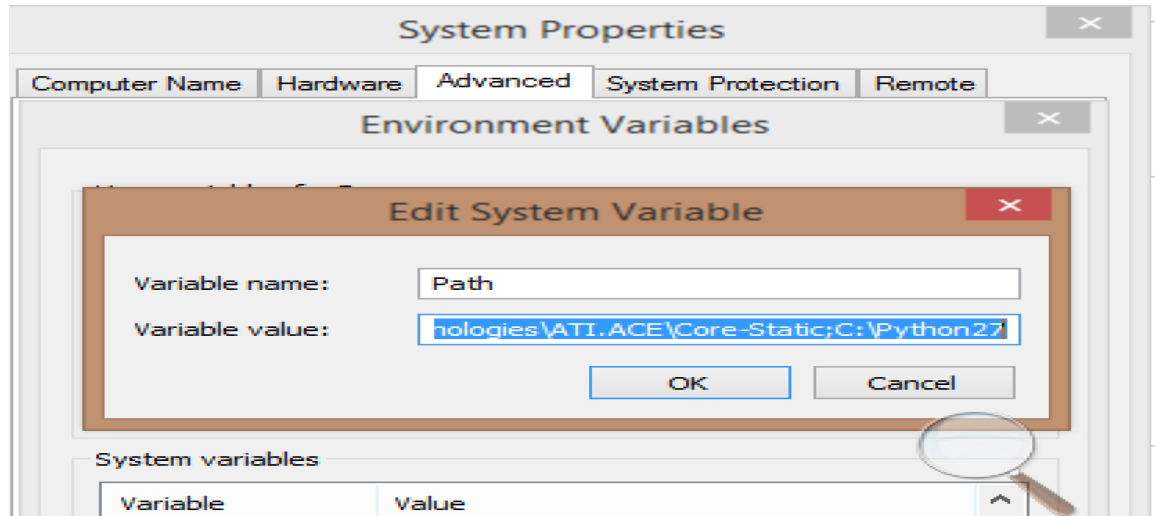 System Properties
Computer Name Hardware Advanced System Protection Remote
Environment Variables
Edit System Variable
Variable name: Path
Variable value: nologies\ATI.ACE\Core-Static;C:\Python27
OK Cancel
System variables
Variable Value